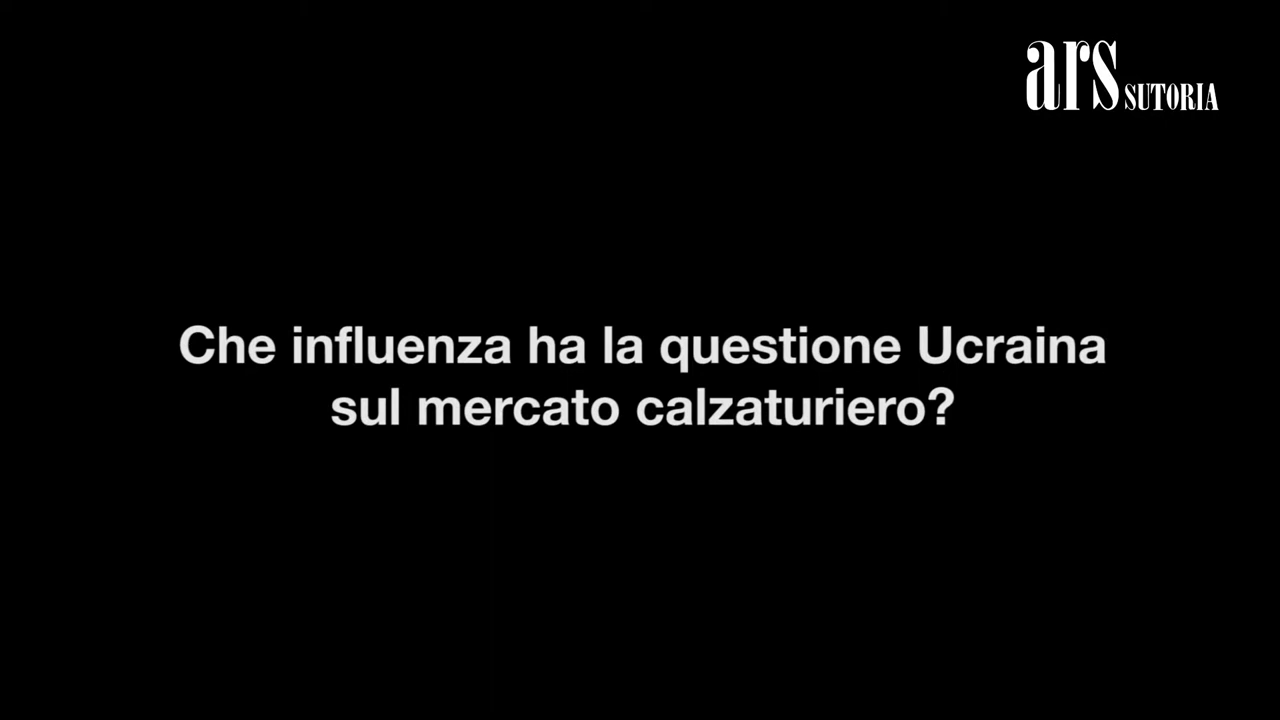 ars SUTORIA
Che influenza ha la questione Ucraina
sul mercato calzaturiero?